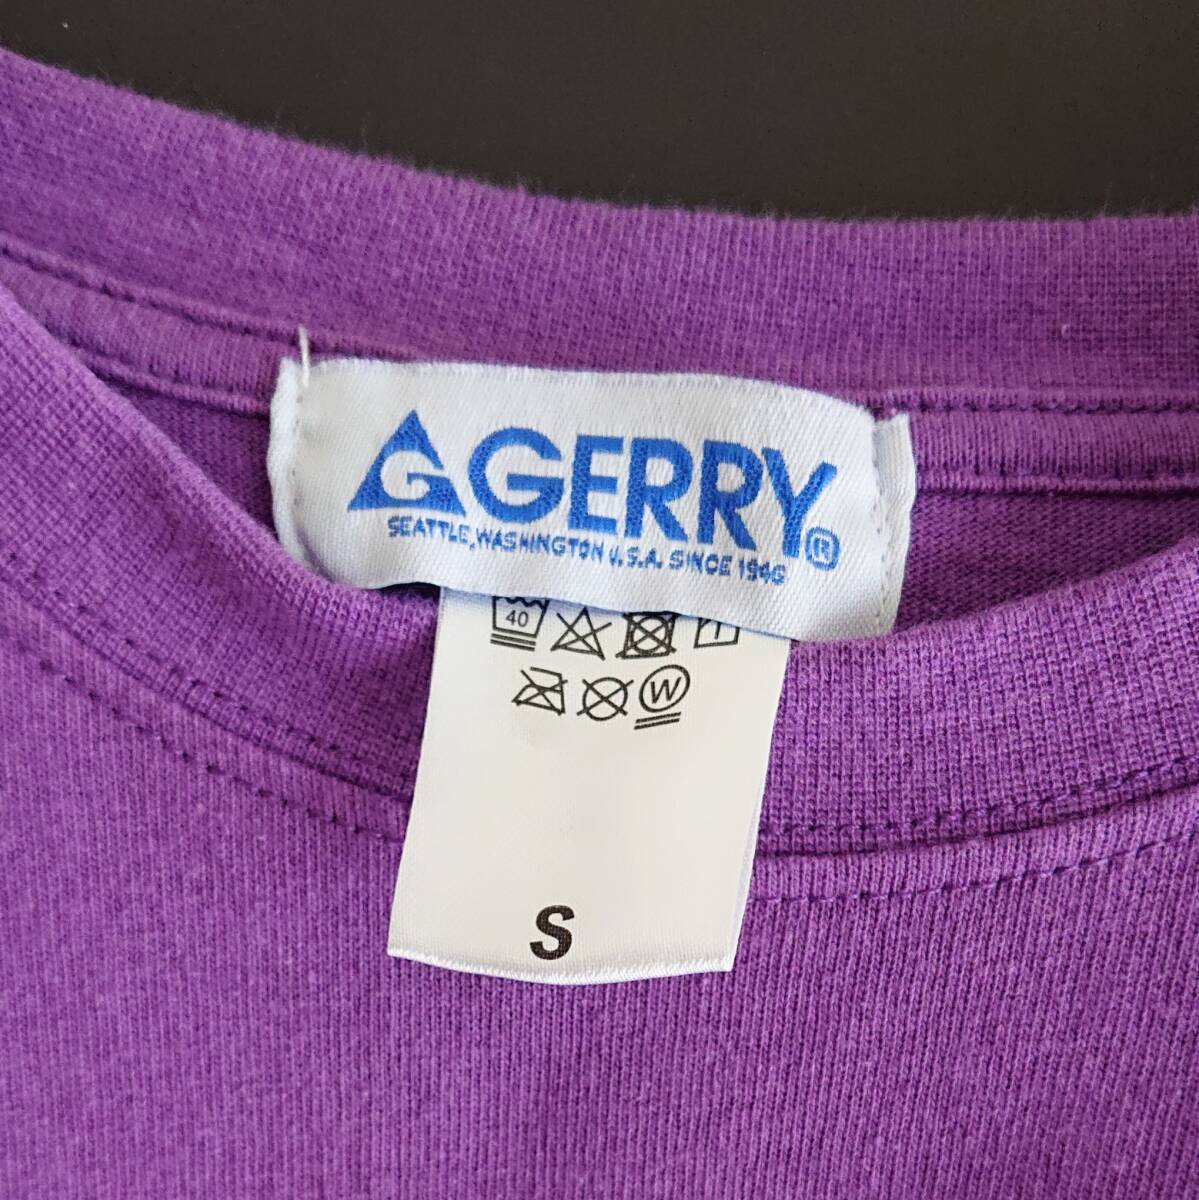 GERRY®
SEATTLE, WASHINGTON U.S.A. SINCE 1946
40
W
S